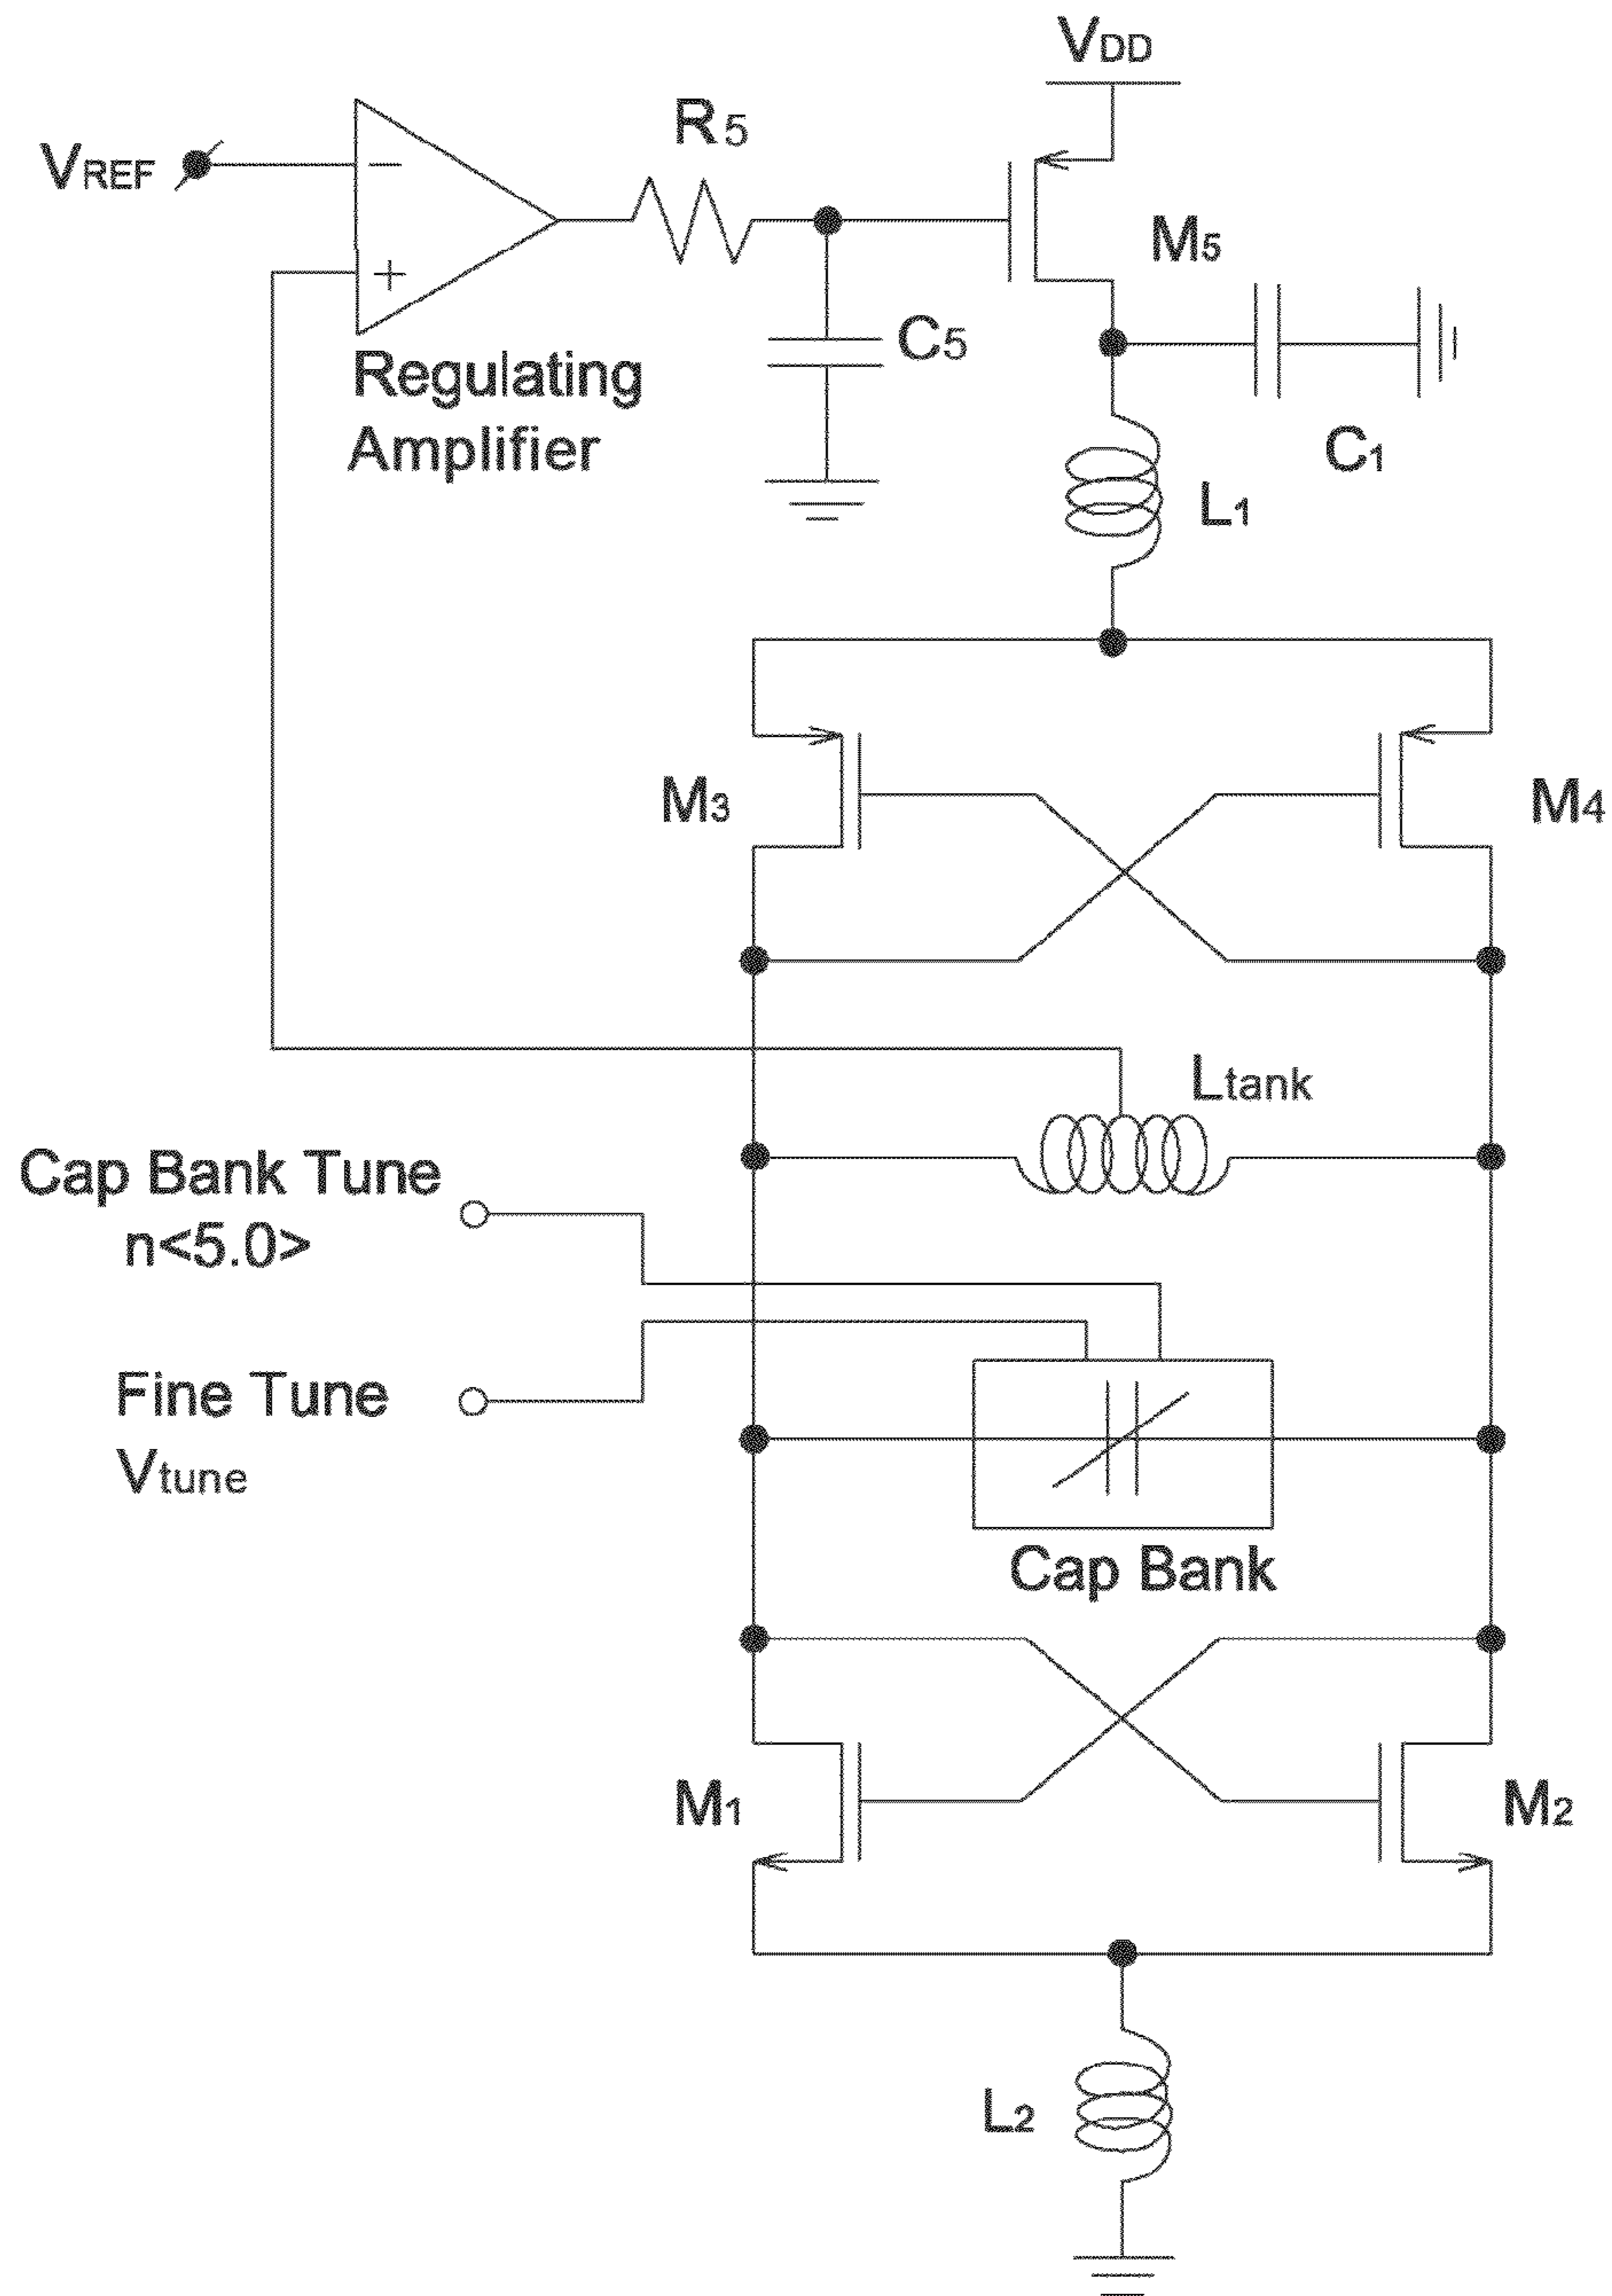 VDD
R5
VREF
−
+
M5
C5
Regulating
Amplifier
C1
L1
M3
M4
Ltank
Cap Bank Tune
n<5.0>
Fine Tune
Vtune
Cap Bank
M1
M2
L2